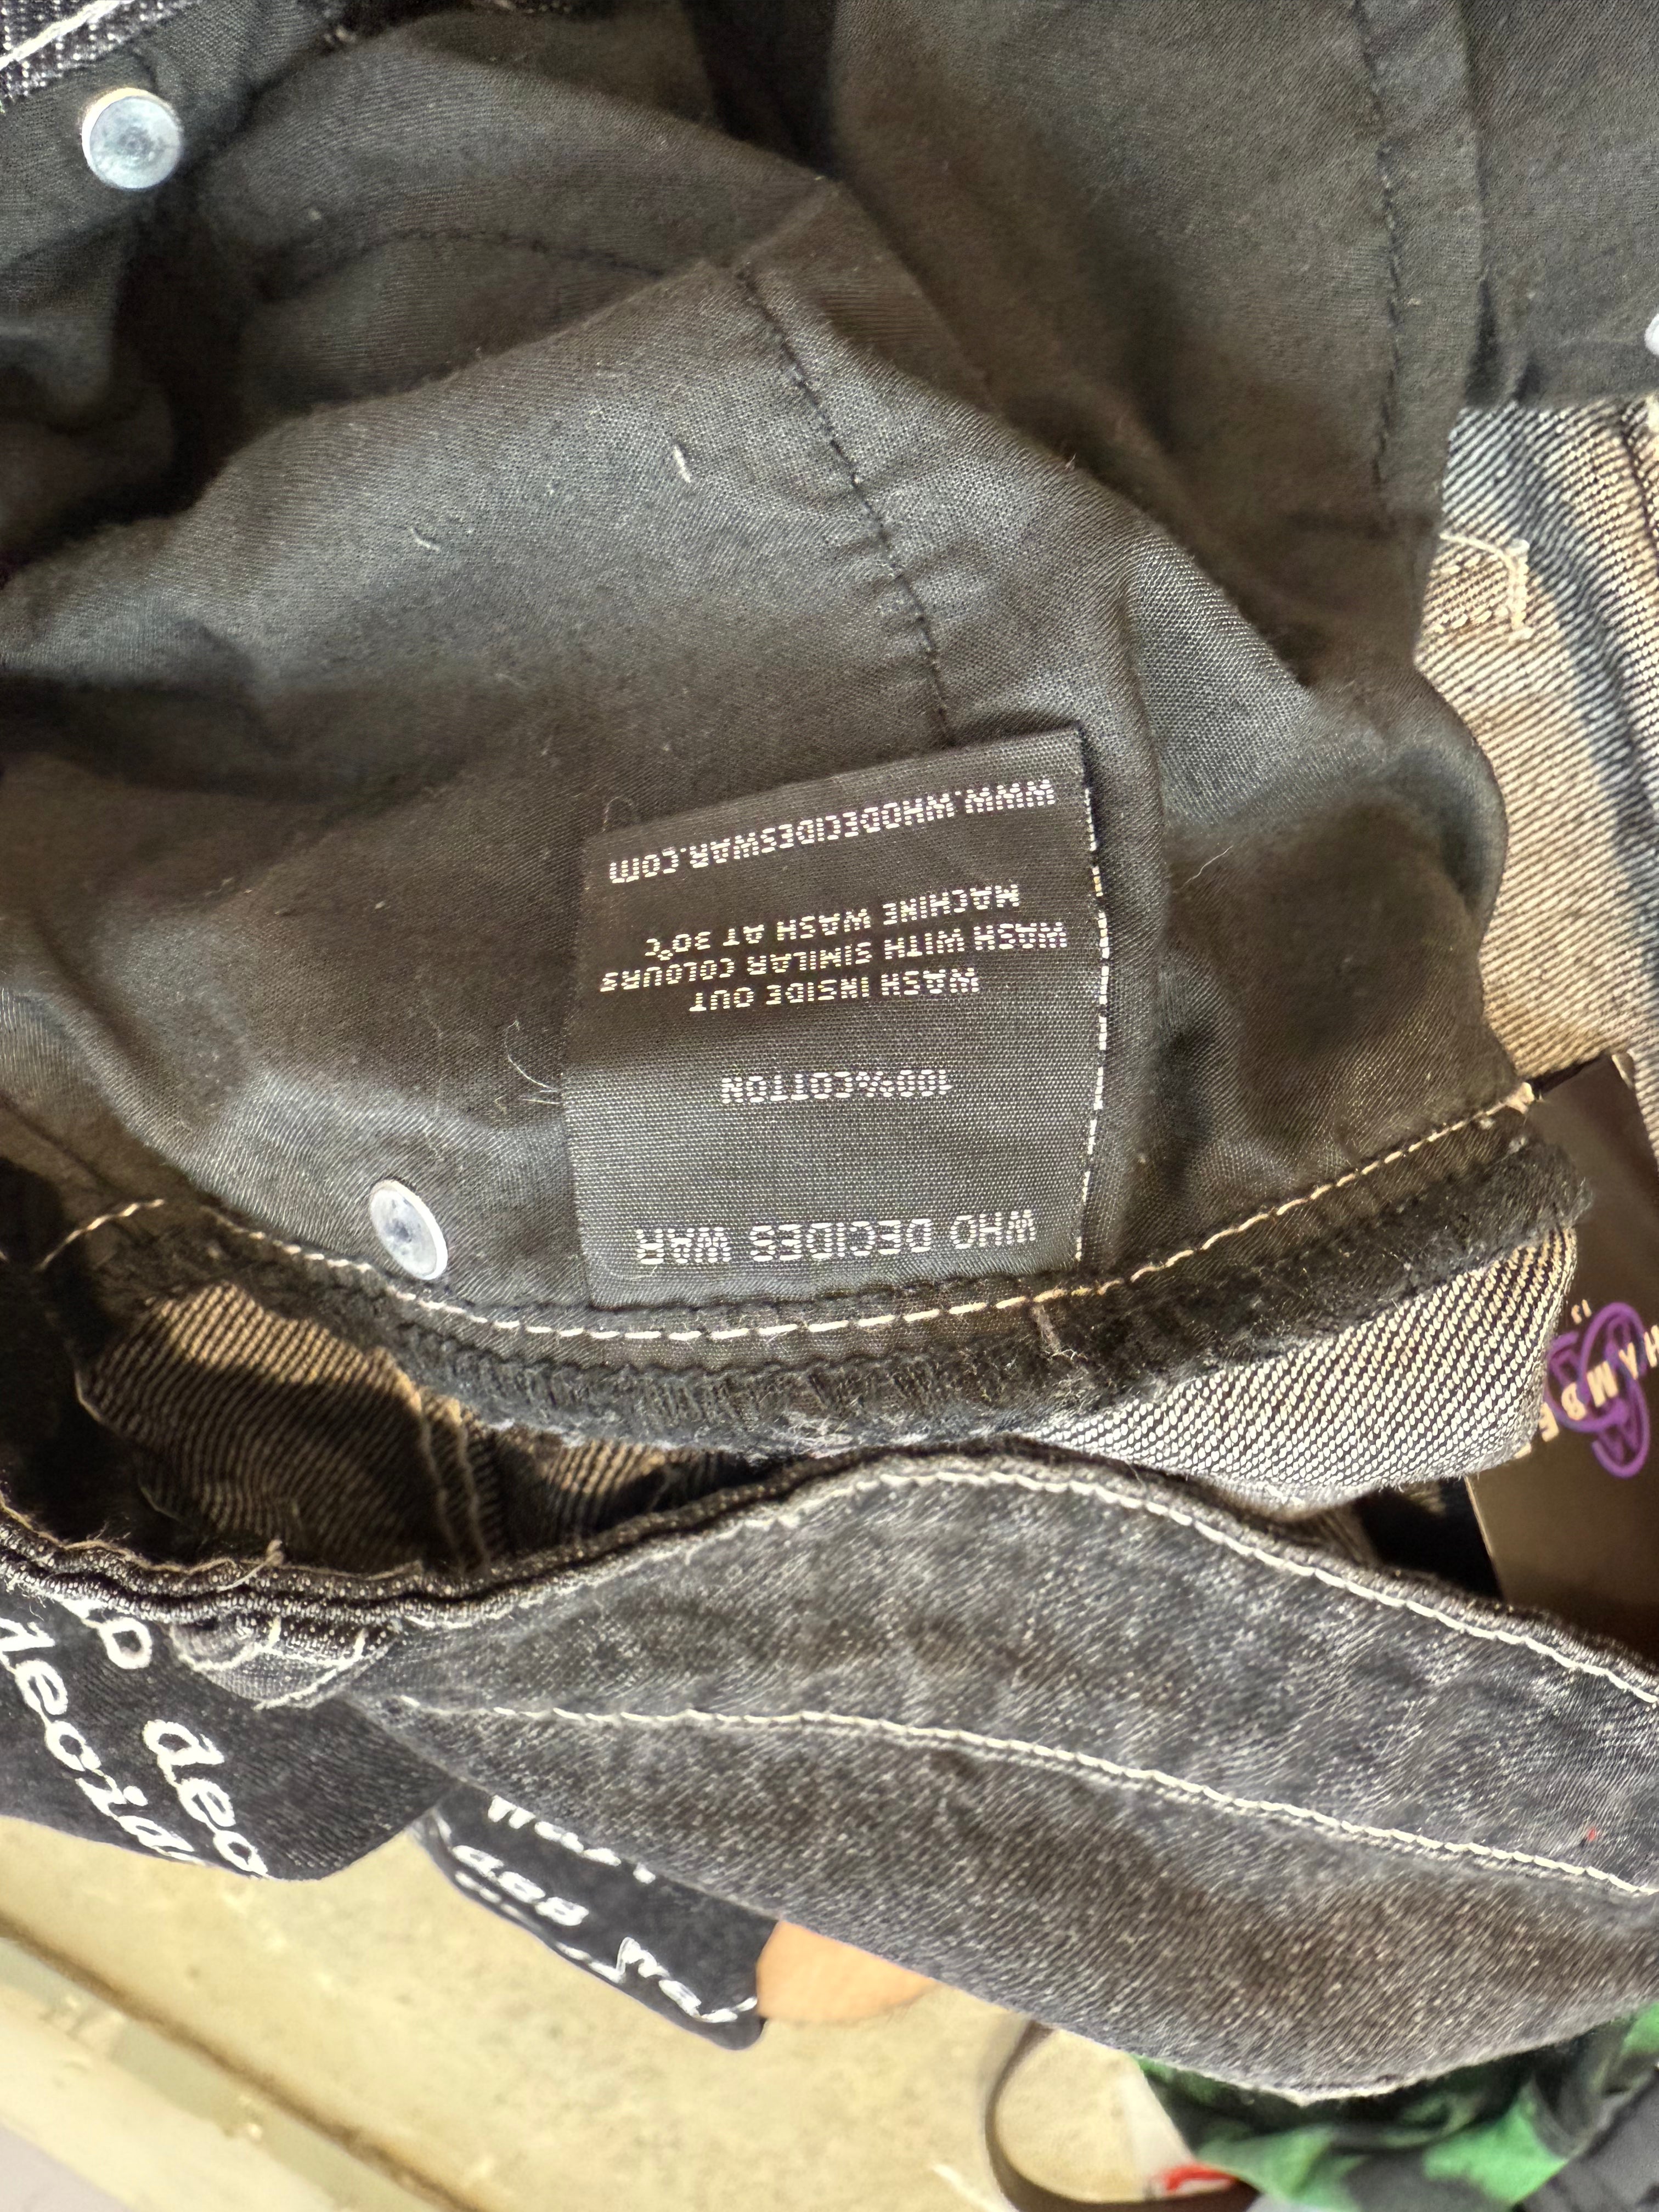 WHO DECIDES WAR
100%COTTON
WASH INSIDE OUT
WASH WITH SIMILAR COLOURS
MACHINE WASH AT 30°C
WWW.WHODECIDESWAR.COM